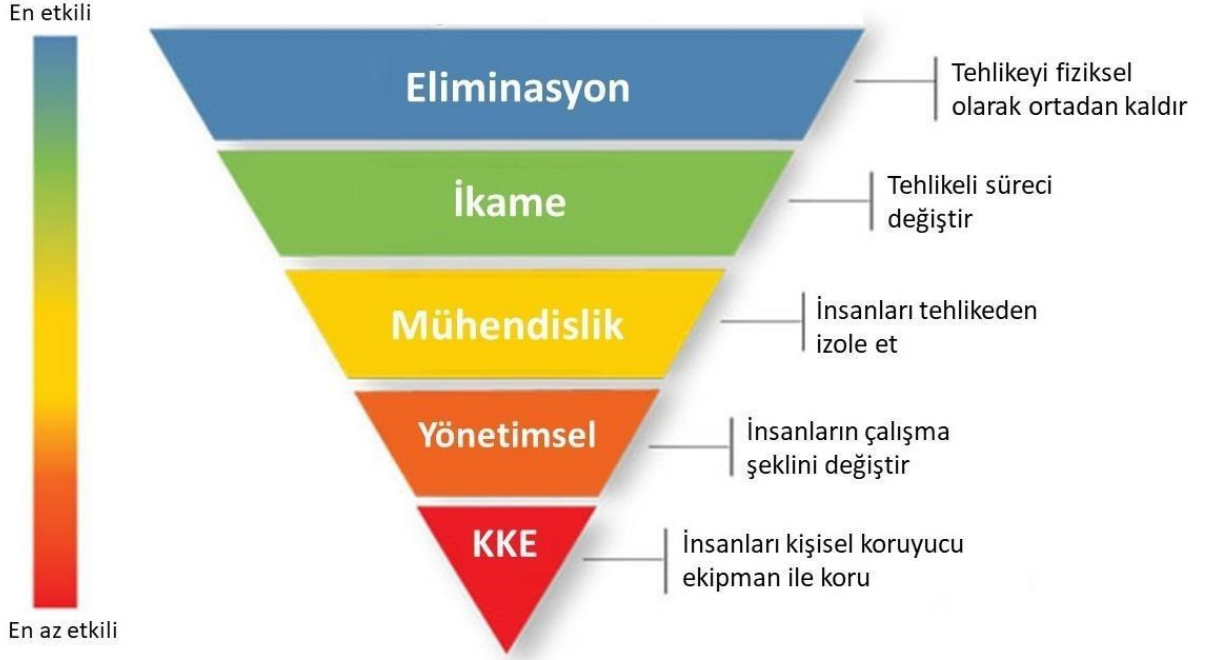 En etkili
Eliminasyon
Tehlikeyi fiziksel
olarak ortadan kaldır
İkame
Tehlikeli süreci
değiştir
Mühendislik
İnsanları tehlikeden
izole et
Yönetimsel
İnsanların çalışma
şeklini değiştir
KKE
İnsanları kişisel koruyucu
ekipman ile koru
En az etkili